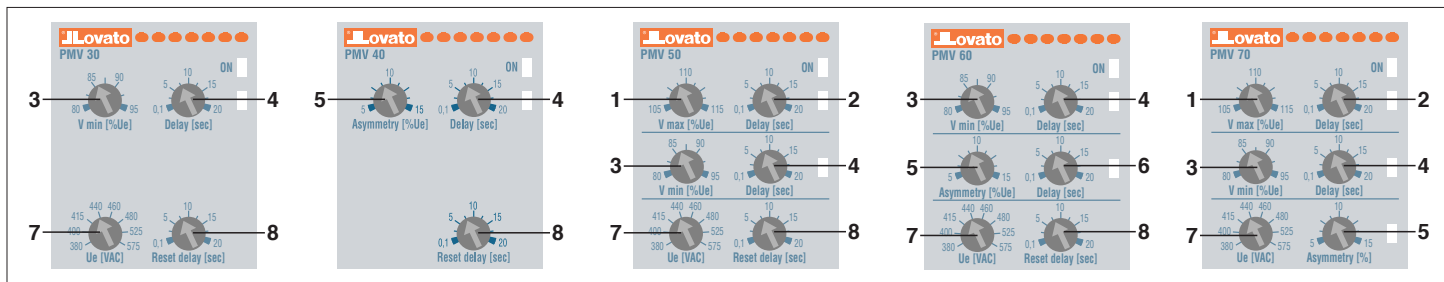 Lovato
PMV 30
ON
85 90
80 95
V min [%Ue]
10
5 15
0,1 20
Delay [sec]
3
4
440 460
415 480
400 525
380 575
Ue [VAC]
10
5 15
0,1 20
Reset delay [sec]
7
8
Lovato
PMV 40
ON
10
5 15
Asymmetry [%Ue]
10
5 15
0,1 20
Delay [sec]
5
4
10
5 15
0,1 20
Reset delay [sec]
8
Lovato
PMV 50
ON
110
105 115
V max [%Ue]
10
5 15
0,1 20
Delay [sec]
1
2
85 90
80 95
V min [%Ue]
10
5 15
0,1 20
Delay [sec]
3
4
440 460
415 480
400 525
380 575
Ue [VAC]
10
5 15
0,1 20
Reset delay [sec]
7
8
Lovato
PMV 60
ON
85 90
80 95
V min [%Ue]
10
5 15
0,1 20
Delay [sec]
3
4
10
5 15
Asymmetry [%Ue]
10
5 15
0,1 20
Delay [sec]
5
6
440 460
415 480
400 525
380 575
Ue [VAC]
10
5 15
0,1 20
Reset delay [sec]
7
8
Lovato
PMV 70
ON
110
105 115
V max [%Ue]
10
5 15
0,1 20
Delay [sec]
1
2
85 90
80 95
V min [%Ue]
10
5 15
0,1 20
Delay [sec]
3
4
440 460
415 480
400 525
380 575
Ue [VAC]
10
5 15
Asymmetry [%]
7
5